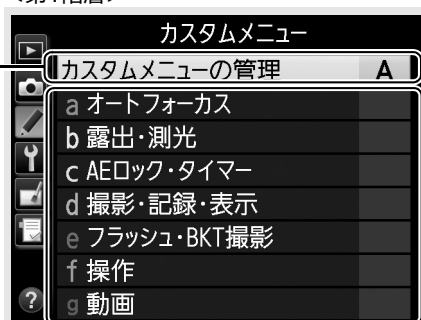 カスタムメニュー
カスタムメニューの管理 A
a オートフォーカス
b 露出・測光
c AEロック・タイマー
d 撮影・記録・表示
e フラッシュ・BKT撮影
f 操作
g 動画
?